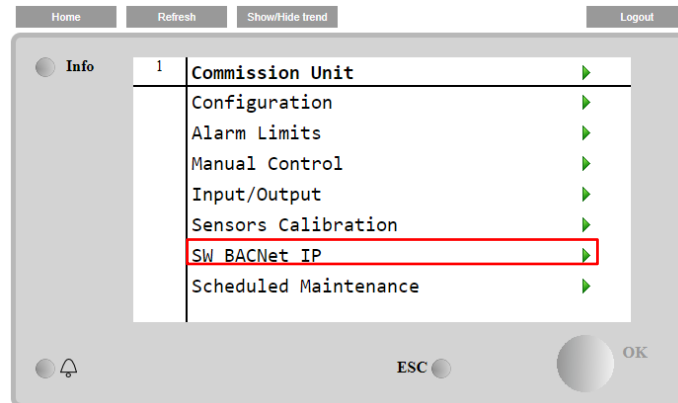 Home Refresh Show/Hide trend Logout
Info
1 Commission Unit
Configuration
Alarm Limits
Manual Control
Input/Output
Sensors Calibration
SW BACNet IP
Scheduled Maintenance
ESC OK